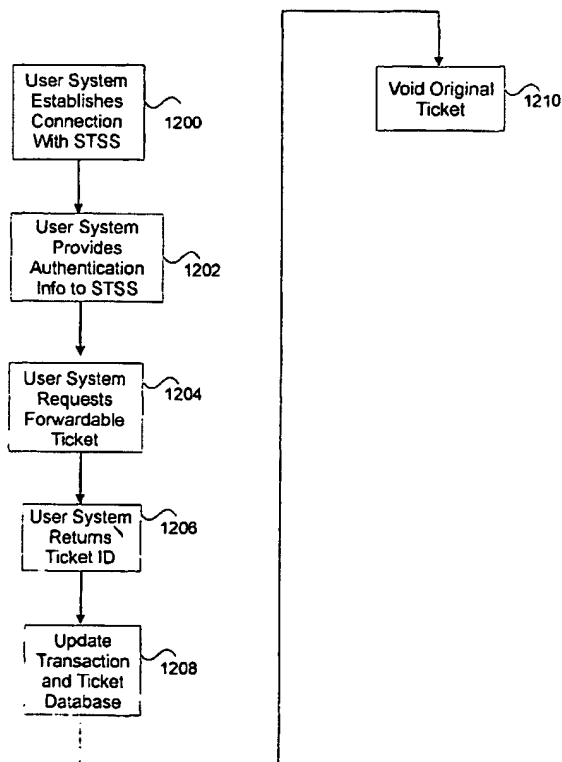 User System
Establishes
Connection
With STSS
1200
User System
Provides
Authentication
Info to STSS
1202
User System
Requests
Forwardable
Ticket
1204
User System
Returns
Ticket ID
1206
Update
Transaction
and Ticket
Database
1208
Void Original
Ticket
1210